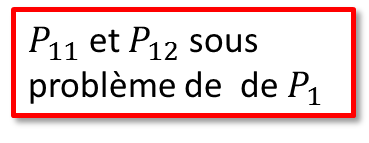 P₁₁ et P₁₂ sous
problème de de P₁